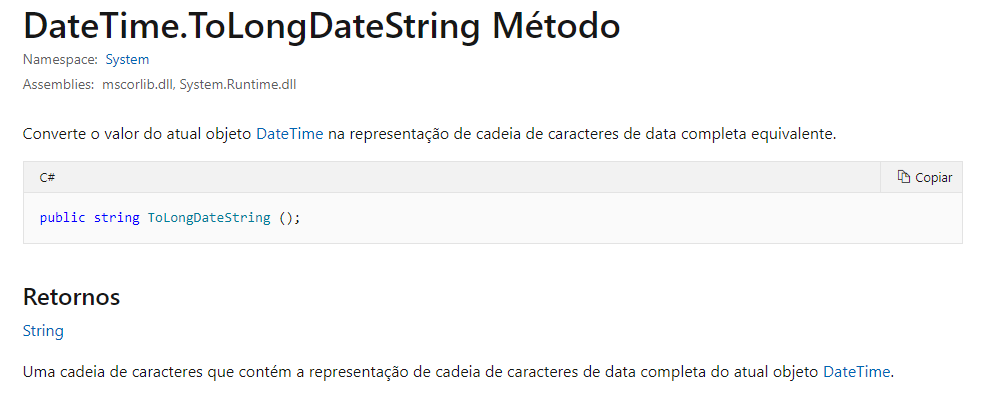 DateTime.ToLongDateString Método
Namespace: System
Assemblies: mscorlib.dll, System.Runtime.dll
Converte o valor do atual objeto DateTime na representação de cadeia de caracteres de data completa equivalente.
C# Copiar
public string ToLongDateString ();
Retornos
String
Uma cadeia de caracteres que contém a representação de cadeia de caracteres de data completa do atual objeto DateTime.